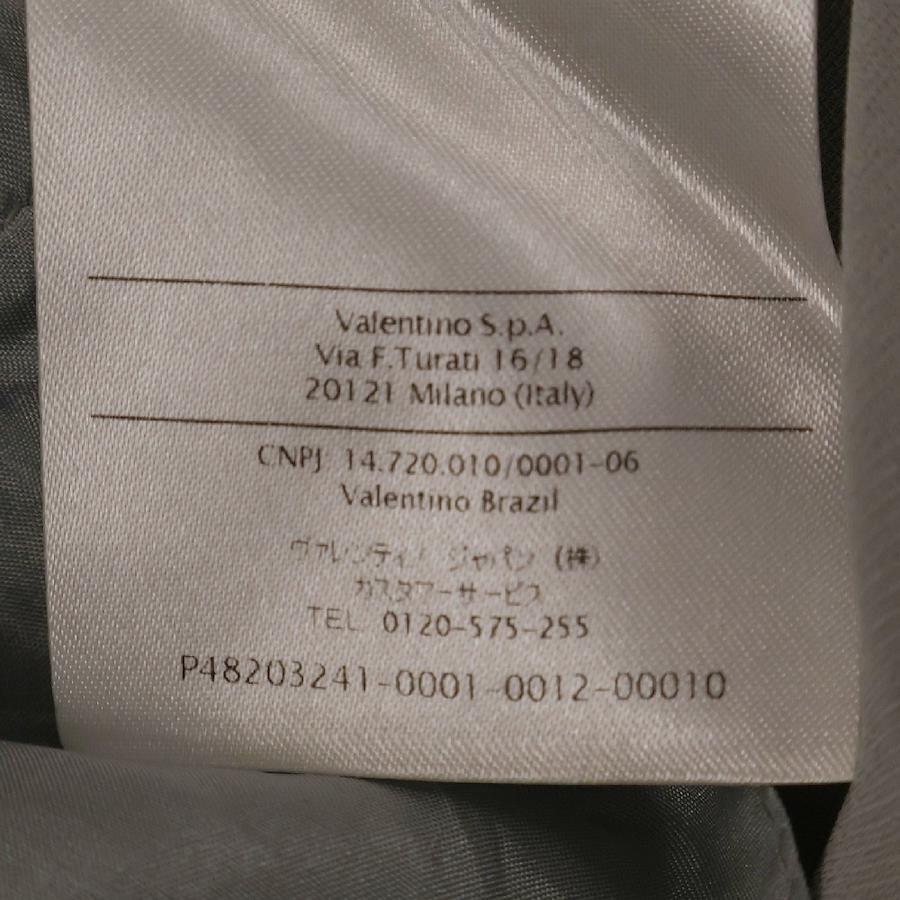 Valentino S.p.A.
Via F.Turati 16/18
20121 Milano (Italy)
CNPJ 14.720.010/0001-06
Valentino Brazil
ヴァレンティノ ジャパン (株)
カスタマーサービス
TEL 0120-575-255
P48203241-0001-0012-00010